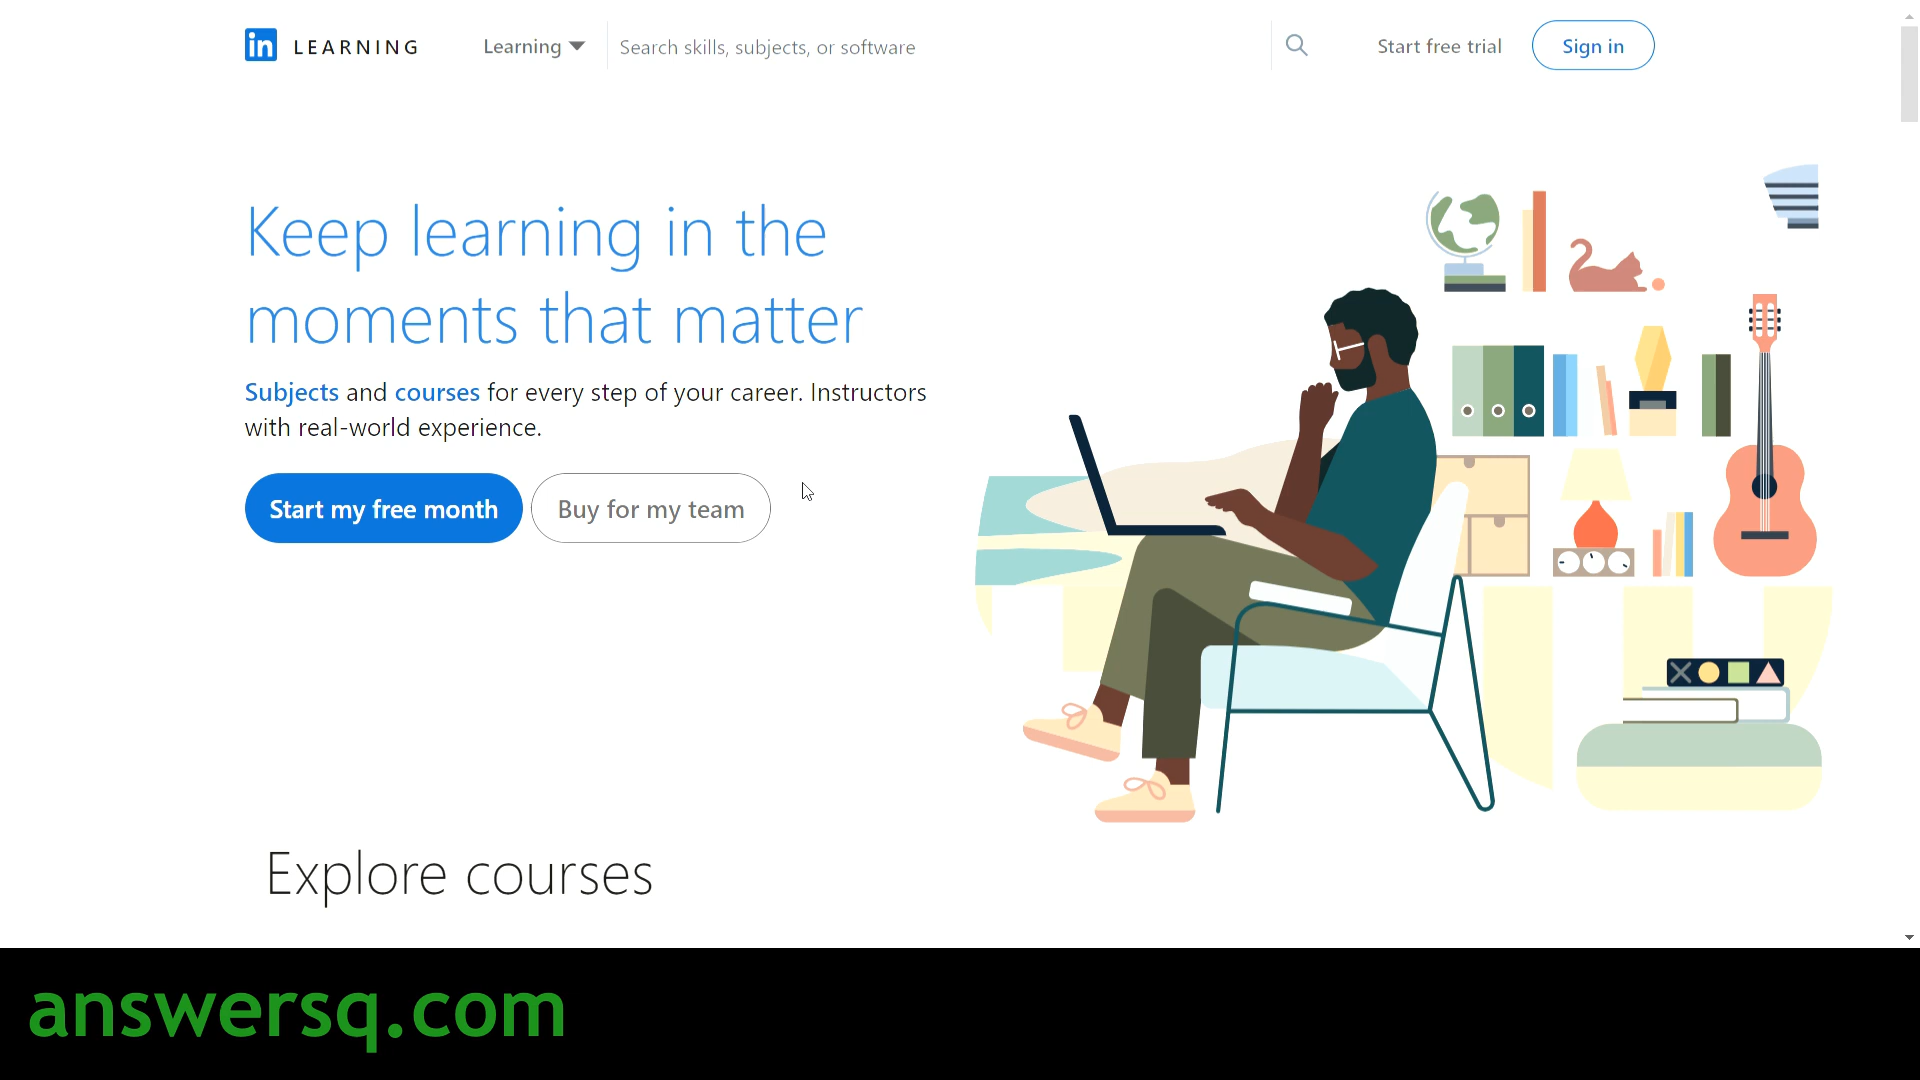 in LEARNING
Learning
Search skills, subjects, or software
Start free trial
Sign in
Keep learning in the
moments that matter
Subjects and courses for every step of your career. Instructors
with real-world experience.
Start my free month
Buy for my team
Explore courses
answersq.com